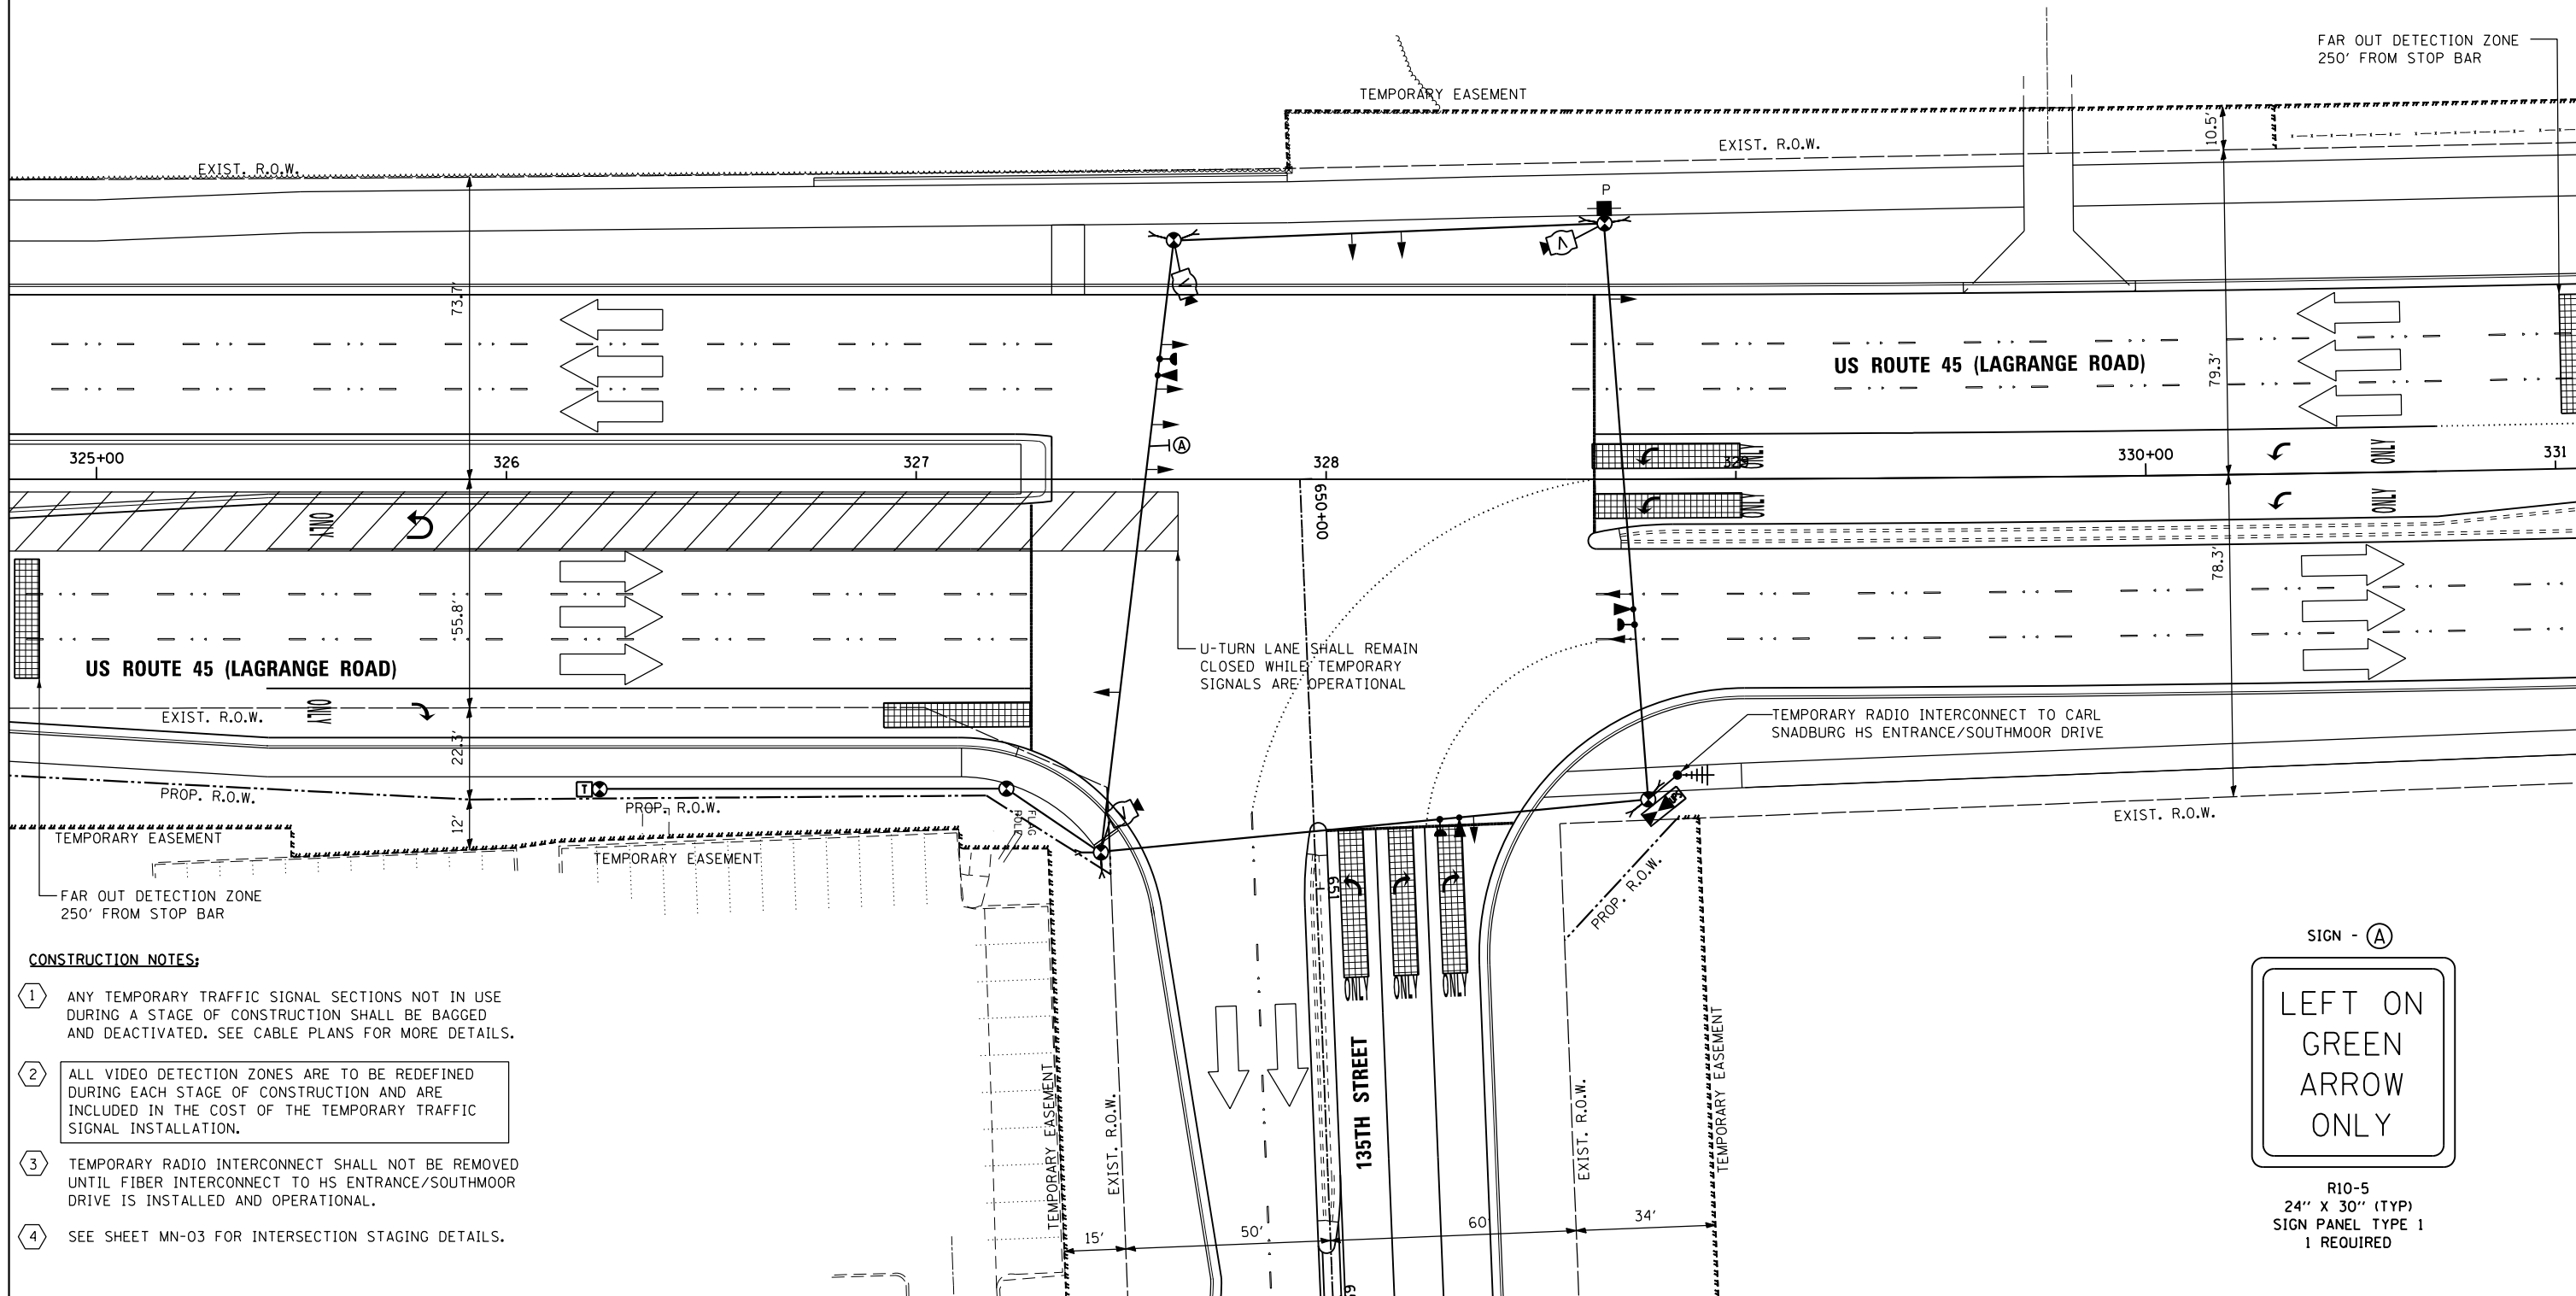 FAR OUT DETECTION ZONE
250' FROM STOP BAR
TEMPORARY EASEMENT
10.5'
EXIST. R.O.W.
EXIST. R.O.W.
P
V
V
73.7'
US ROUTE 45 (LAGRANGE ROAD)
79.3'
A
325+00
326
327
328
329
330+00
331
ONLY
ONLY
ONLY
ONLY
650+00
ONLY
78.3'
55.8'
U-TURN LANE SHALL REMAIN
CLOSED WHILE TEMPORARY
SIGNALS ARE OPERATIONAL
US ROUTE 45 (LAGRANGE ROAD)
EXIST. R.O.W.
ONLY
22.3'
TEMPORARY RADIO INTERCONNECT TO CARL
SNADBURG HS ENTRANCE/SOUTHMOOR DRIVE
PROP. R.O.W.
T
PROP. R.O.W.
FLAG
POLE
V
EXIST. R.O.W.
12'
TEMPORARY EASEMENT
TEMPORARY EASEMENT
PROP. R.O.W.
651
FAR OUT DETECTION ZONE
250' FROM STOP BAR
ONLY
ONLY
ONLY
135TH STREET
TEMPORARY EASEMENT
EXIST. R.O.W.
EXIST. R.O.W.
TEMPORARY EASEMENT
15'
50'
60'
34'
CONSTRUCTION NOTES:
1 ANY TEMPORARY TRAFFIC SIGNAL SECTIONS NOT IN USE
DURING A STAGE OF CONSTRUCTION SHALL BE BAGGED
AND DEACTIVATED. SEE CABLE PLANS FOR MORE DETAILS.
2 ALL VIDEO DETECTION ZONES ARE TO BE REDEFINED
DURING EACH STAGE OF CONSTRUCTION AND ARE
INCLUDED IN THE COST OF THE TEMPORARY TRAFFIC
SIGNAL INSTALLATION.
3 TEMPORARY RADIO INTERCONNECT SHALL NOT BE REMOVED
UNTIL FIBER INTERCONNECT TO HS ENTRANCE/SOUTHMOOR
DRIVE IS INSTALLED AND OPERATIONAL.
4 SEE SHEET MN-03 FOR INTERSECTION STAGING DETAILS.
SIGN - A
LEFT ON
GREEN
ARROW
ONLY
R10-5
24'' X 30'' (TYP)
SIGN PANEL TYPE 1
1 REQUIRED